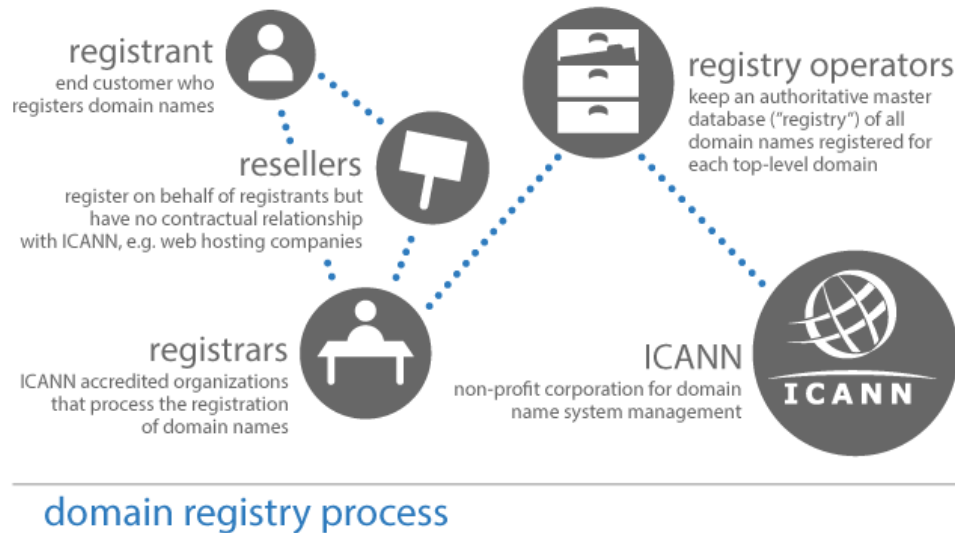 registrant
end customer who
registers domain names
resellers
register on behalf of registrants but
have no contractual relationship
with ICANN, e.g. web hosting companies
registrars
ICANN accredited organizations
that process the registration
of domain names
registry operators
keep an authoritative master
database (”registry”) of all
domain names registered for
each top-level domain
ICANN
non-profit corporation for domain
name system management
ICANN
domain registry process